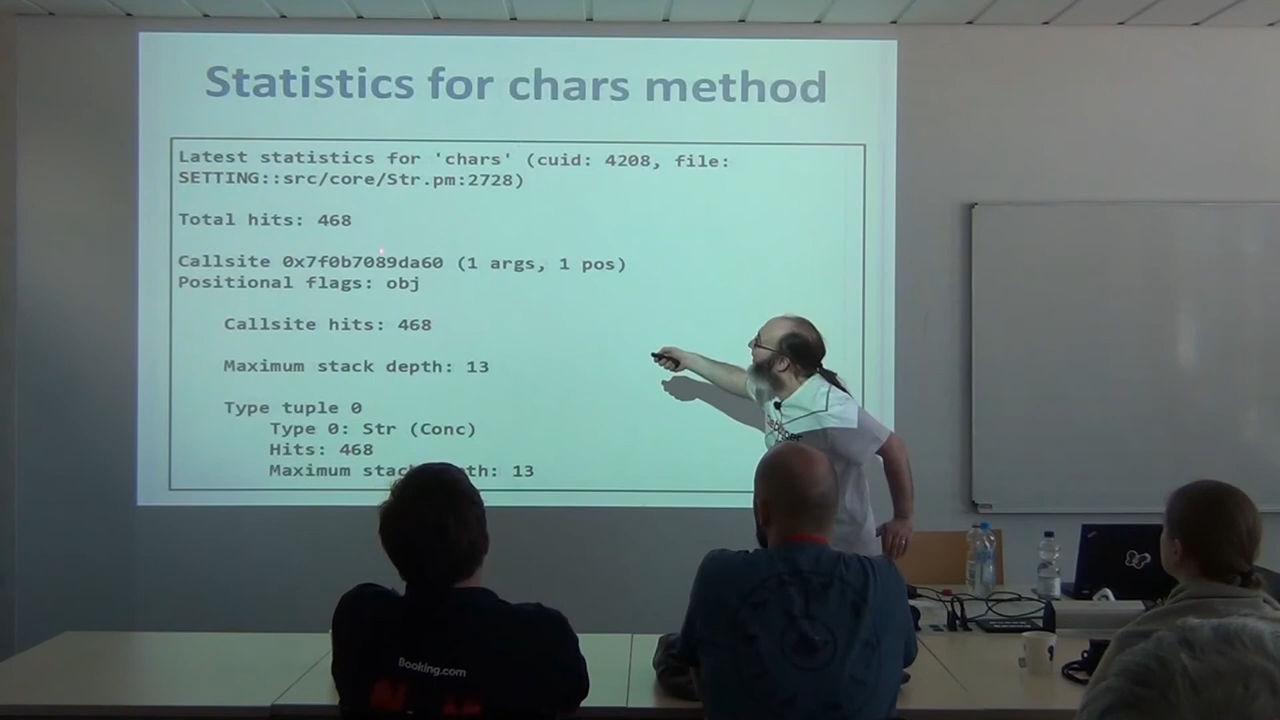 Statistics for chars method
Latest statistics for 'chars' (cuid: 4208, file:
SETTING::src/core/Str.pm:2728)
Total hits: 468
Callsite 0x7f0b7089da60 (1 args, 1 pos)
Positional flags: obj
Callsite hits: 468
Maximum stack depth: 13
Type tuple 0
Type 0: Str (Conc)
Hits: 468
Maximum th: 13
Booking.com